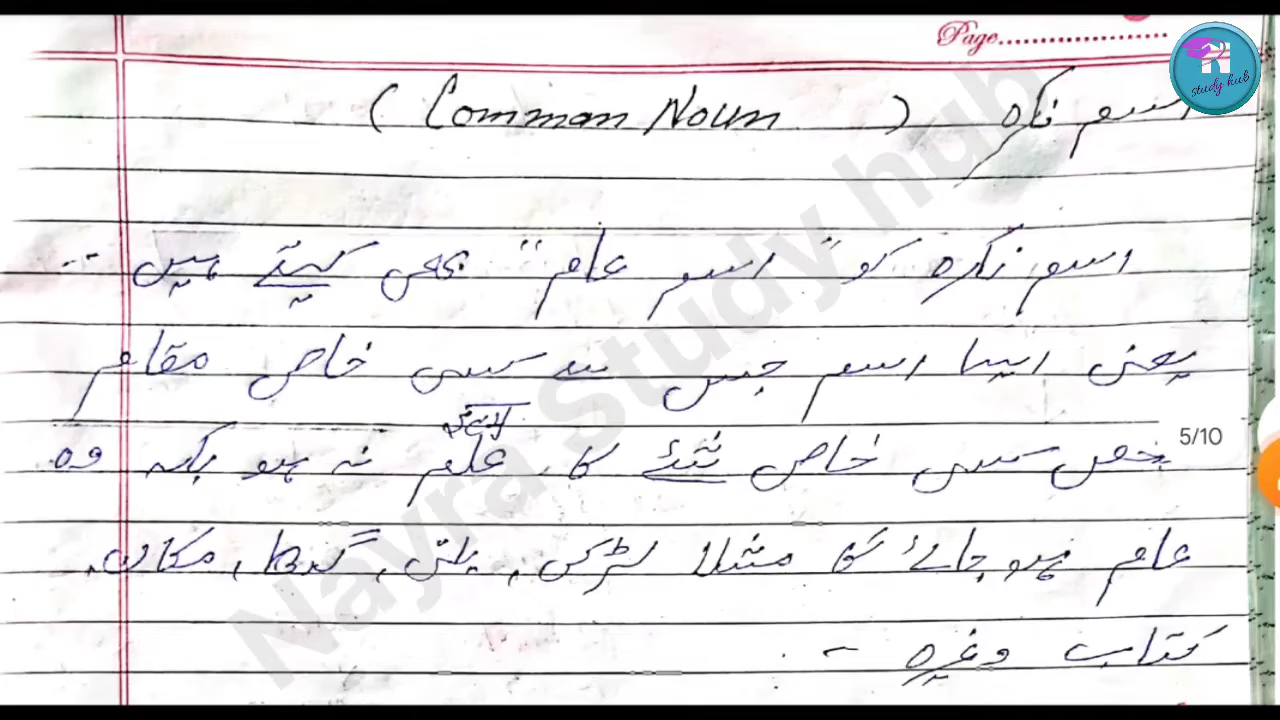 Page....................
study hub
اسم نکرہ ( Comman Noun )
اسم نکرہ کو " اسم عام " بھی کہتے ہیں ۔
یعنی ایسا اسم جس سے کسی خاص مقام
کسی خاص شئے کا علم نہ ہو بلکہ وہ
5/10
عام ہو جائے گا مثلا لڑکی، بلی، گدھا، مکان،
کتاب وغیرہ ۔
Nayra Study hub